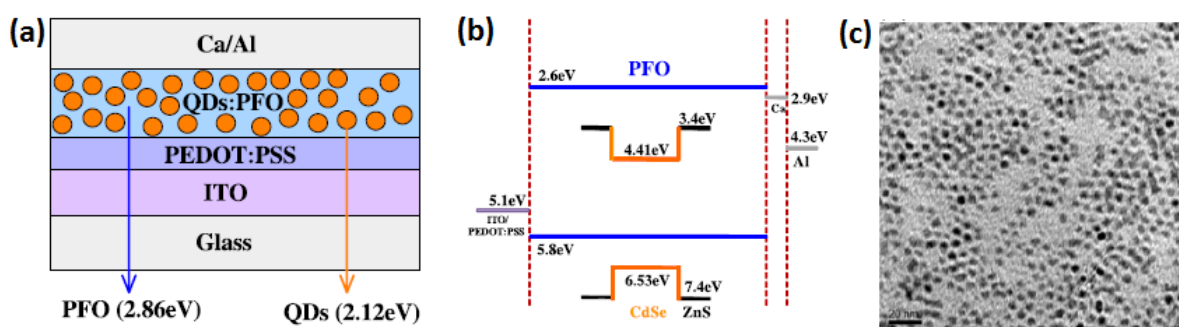 (a)
Ca/Al
QDs:PFO
PEDOT:PSS
ITO
Glass
PFO (2.86eV)
QDs (2.12eV)
(b)
2.6eV
PFO
Ca
2.9eV
3.4eV
4.41eV
4.3eV
Al
5.1eV
ITO/
PEDOT:PSS
5.8eV
6.53eV
7.4eV
CdSe
ZnS
(c)
20 nm